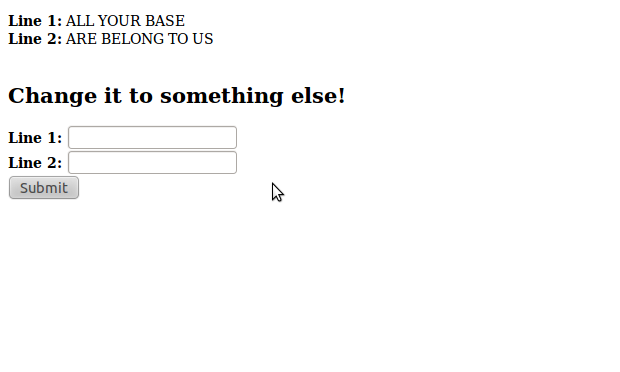 Line 1: ALL YOUR BASE
Line 2: ARE BELONG TO US
Change it to something else!
Line 1:
Line 2:
Submit